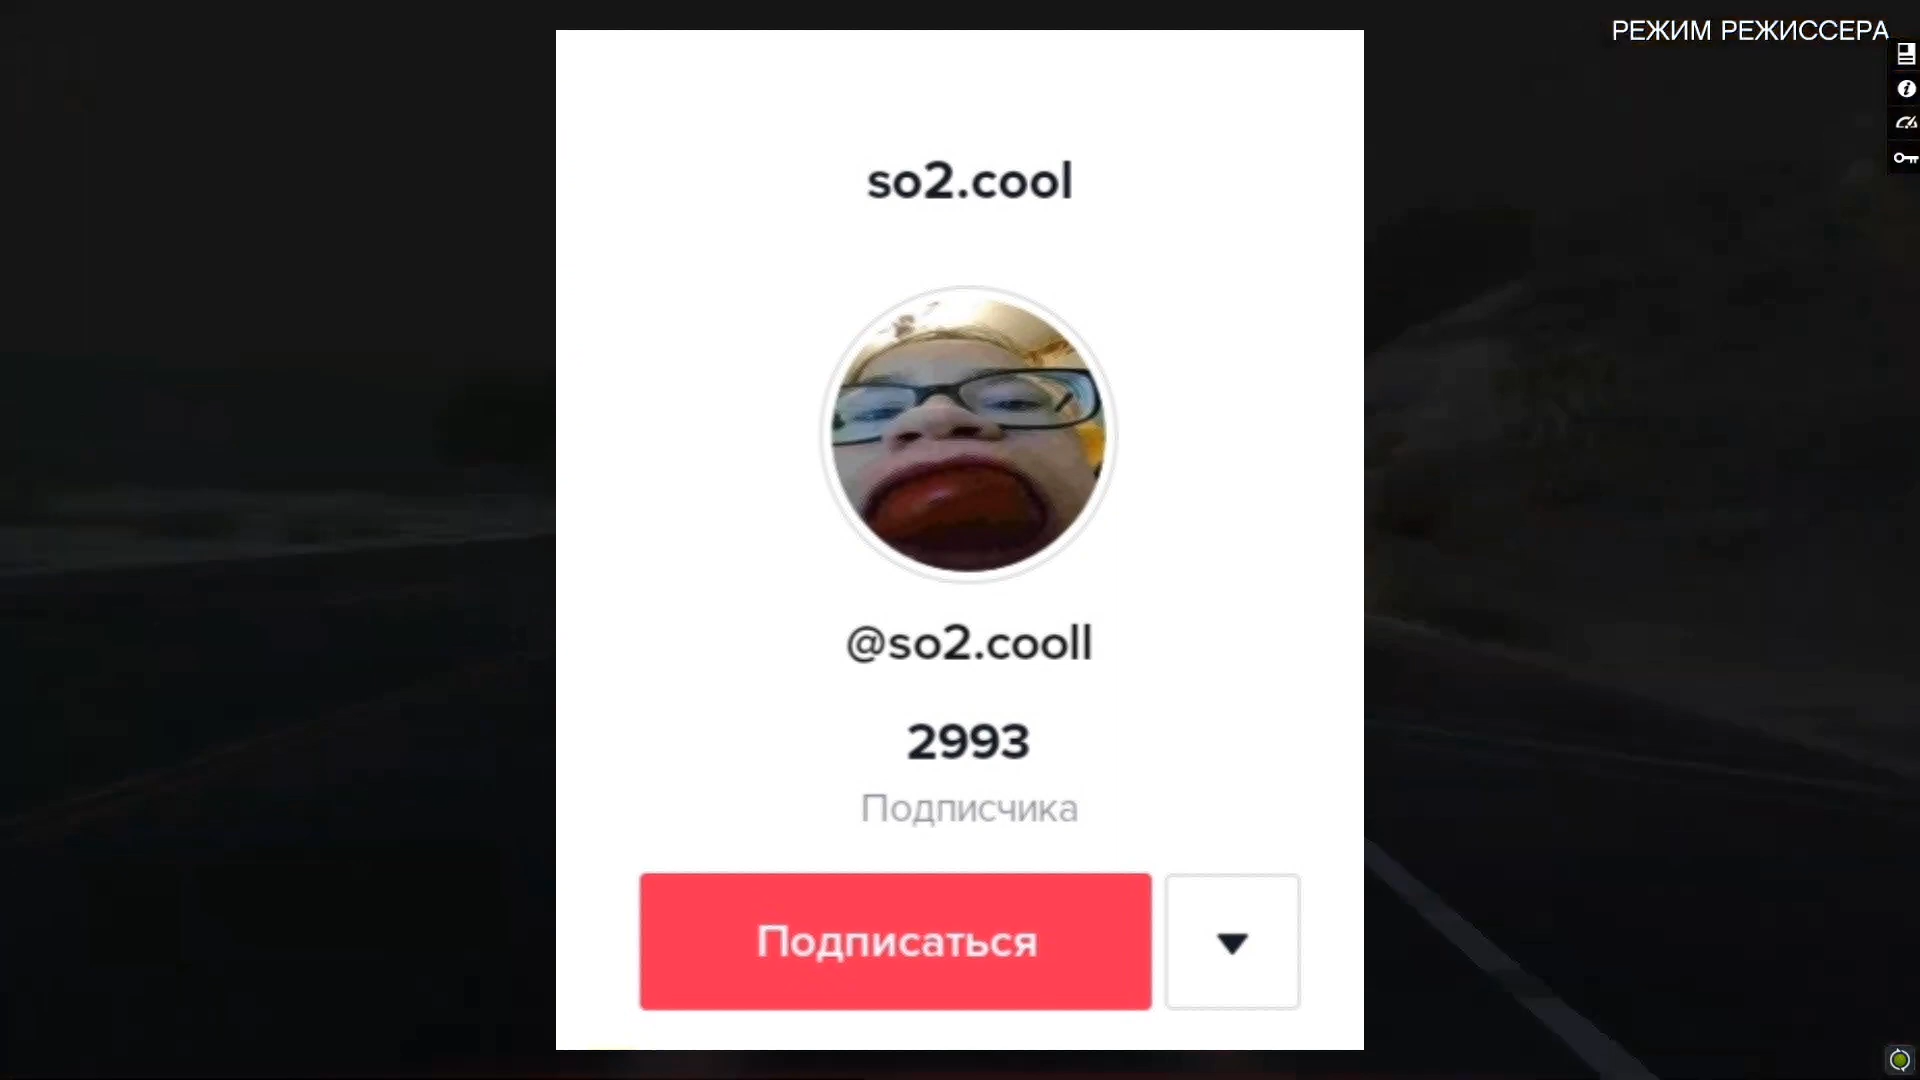 РЕЖИМ РЕЖИССЕРА
so2.cool
@so2.cooll
2993
Подписчика
Подписаться